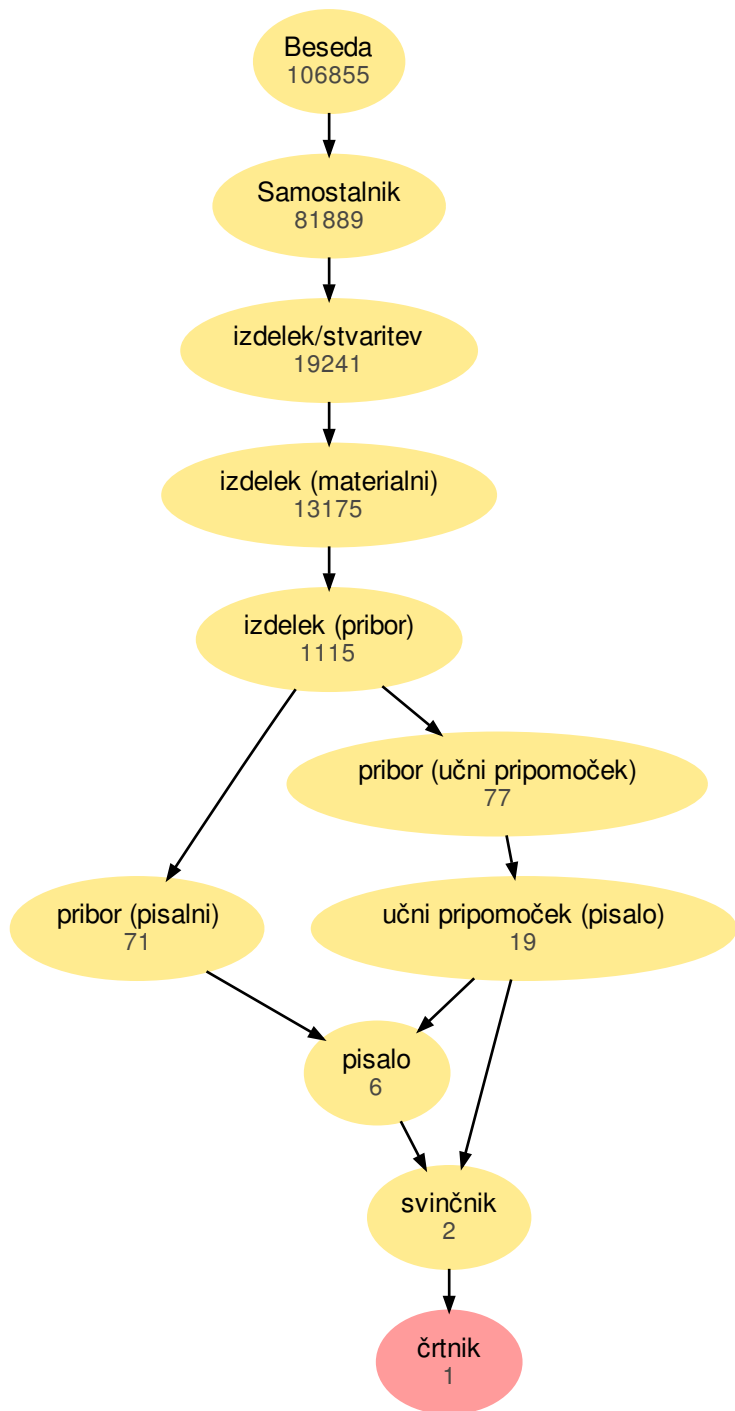 Beseda
106855
Samostalnik
81889
izdelek/stvaritev
19241
izdelek (materialni)
13175
izdelek (pribor)
1115
pribor (učni pripomoček)
77
pribor (pisalni)
71
učni pripomoček (pisalo)
19
pisalo
6
svinčnik
2
črtnik
1